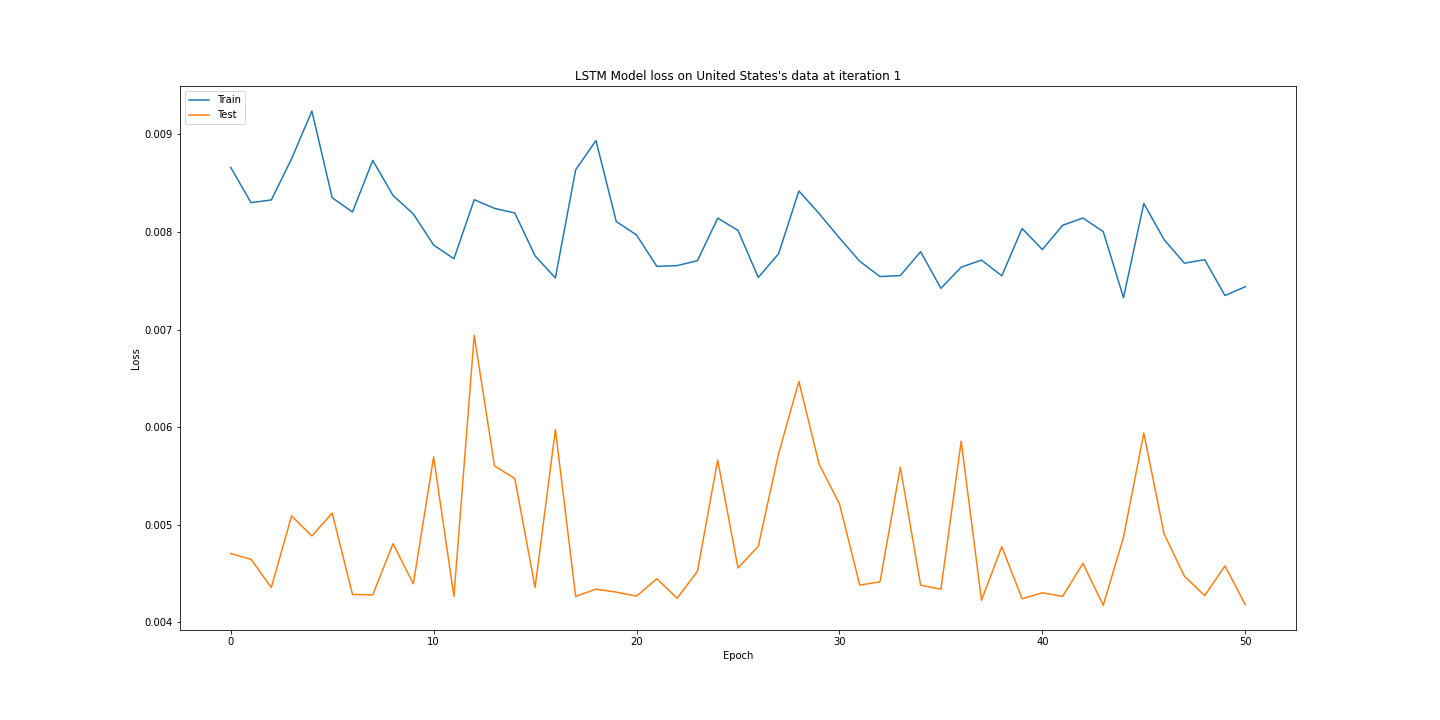 LSTM Model loss on United States's data at iteration 1
Train
Test
0.009
0.008
0.007
0.006
0.005
0.004
Loss
0 10 20 30 40 50
Epoch